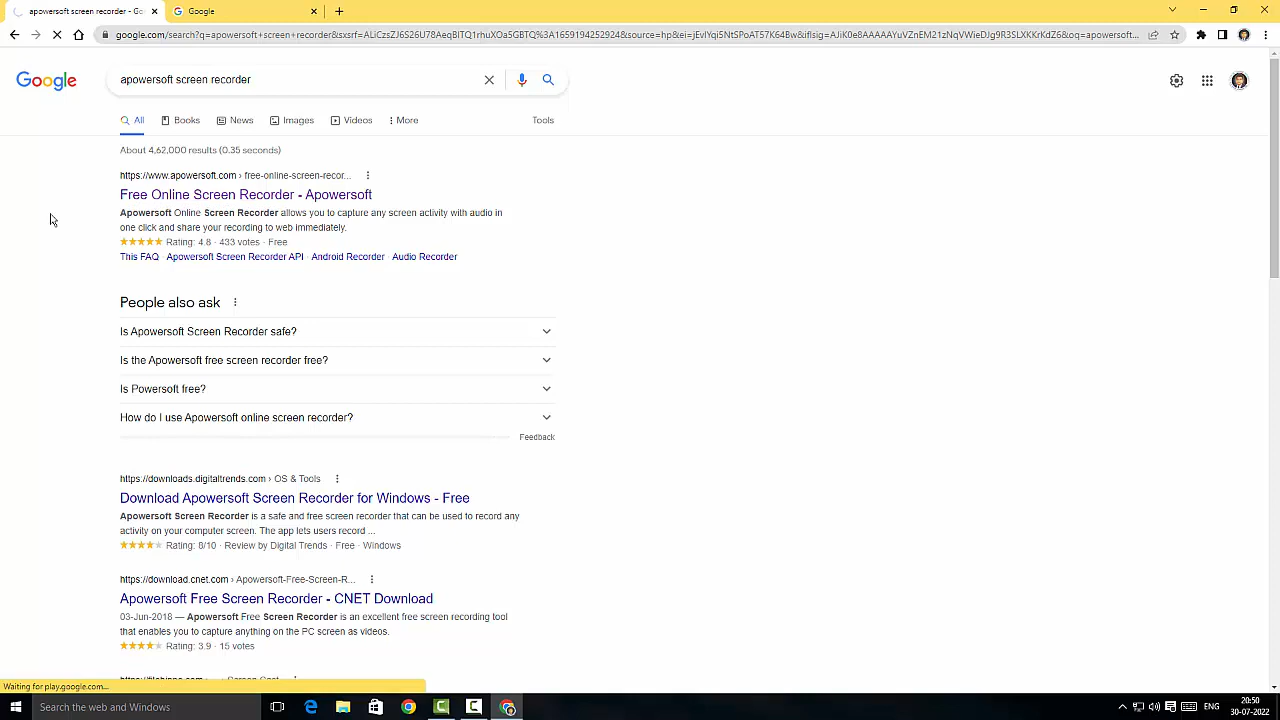 apowersoft screen recorder - Go
Google
google.com/search?q=apowersoft+screen+recorder&sxsrf=ALiCzsZJ6S26U78AeqBlTQ1rhuXOa5GBTQ%3A1659194252924&source=hp&ei=jEvlYqi5NtSPoAT57K64Bw&iflsig=AJiK0e8AAAAAYuVZnEM21zNqVWieDJg9R3SLXKKrKdZ6&oq=apowersoft...
Google
apowersoft screen recorder
All Books News Images Videos More Tools
About 4,62,000 results (0.35 seconds)
https://www.apowersoft.com › free-online-screen-recor...
Free Online Screen Recorder - Apowersoft
Apowersoft Online Screen Recorder allows you to capture any screen activity with audio in
one click and share your recording to web immediately.
Rating: 4.8 · 433 votes · Free
This FAQ · Apowersoft Screen Recorder API · Android Recorder · Audio Recorder
People also ask
Is Apowersoft Screen Recorder safe?
Is the Apowersoft free screen recorder free?
Is Powersoft free?
How do I use Apowersoft online screen recorder?
Feedback
https://downloads.digitaltrends.com › OS & Tools
Download Apowersoft Screen Recorder for Windows - Free
Apowersoft Screen Recorder is a safe and free screen recorder that can be used to record any
activity on your computer screen. The app lets users record ...
Rating: 8/10 · Review by Digital Trends · Free · Windows
https://download.cnet.com › Apowersoft-Free-Screen-R...
Apowersoft Free Screen Recorder - CNET Download
03-Jun-2018 — Apowersoft Free Screen Recorder is an excellent free screen recording tool
that enables you to capture anything on the PC screen as videos.
Rating: 3.9 · 15 votes
Waiting for play.google.com...
Search the web and Windows
ENG
20:50
30-07-2022